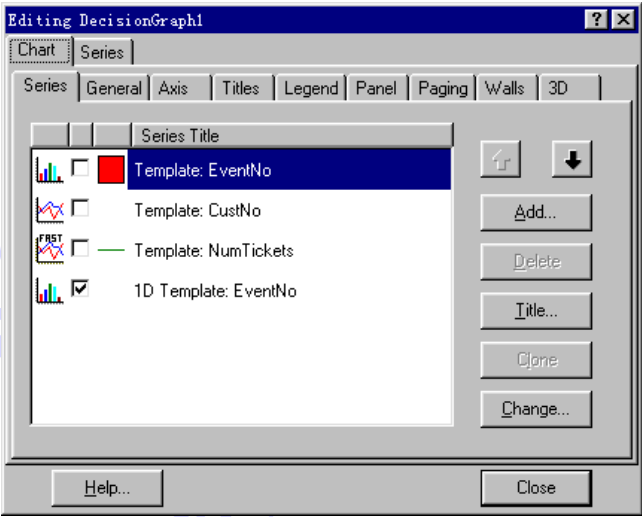 Editing DecisionGraph1
Chart Series
Series General Axis Titles Legend Panel Paging Walls 3D
Series Title
Template: EventNo
Template: CustNo
FAST
Template: NumTickets
1D Template: EventNo
Add...
Delete
Title...
Clone
Change...
Help...
Close